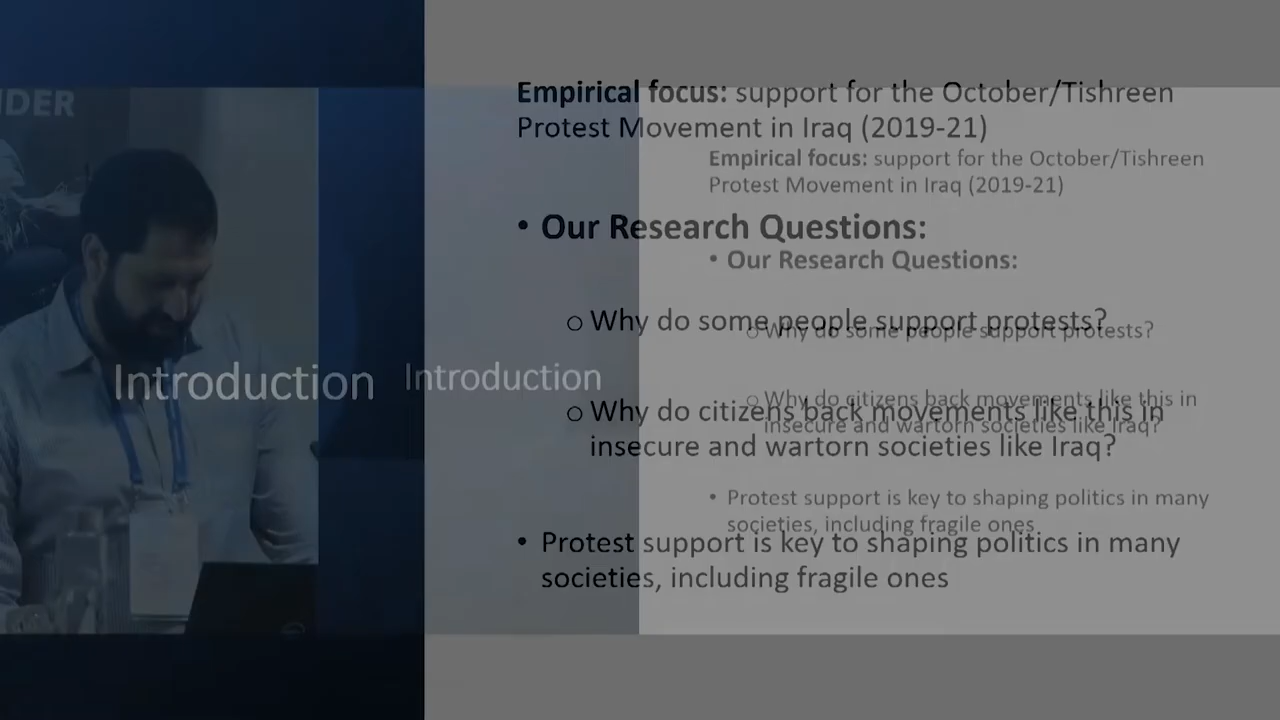 Introduction
Empirical focus: support for the October/Tishreen
Protest Movement in Iraq (2019-21)
• Our Research Questions:
○ Why do some people support protests?
○ Why do citizens back movements like this in
insecure and wartorn societies like Iraq?
• Protest support is key to shaping politics in many
societies, including fragile ones
Introduction
Empirical focus: support for the October/Tishreen
Protest Movement in Iraq (2019-21)
• Our Research Questions:
○ Why do some people support protests?
○ Why do citizens back movements like this in
insecure and wartorn societies like Iraq?
• Protest support is key to shaping politics in many
societies, including fragile ones